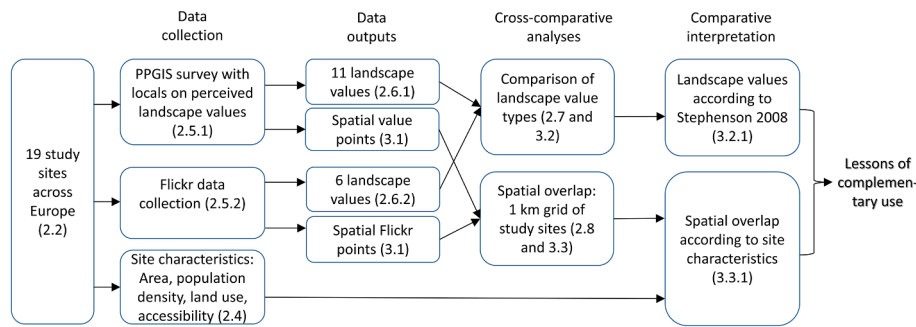 Data
collection
Data
outputs
Cross-comparative
analyses
Comparative
interpretation
19 study
sites
across
Europe
(2.2)
PPGIS survey with
locals on perceived
landscape values
(2.5.1)
Flickr data
collection (2.5.2)
Site characteristics:
Area, population
density, land use,
accessibility (2.4)
11 landscape
values (2.6.1)
Spatial value
points (3.1)
6 landscape
values (2.6.2)
Spatial Flickr
points (3.1)
Comparison of
landscape value
types (2.7 and
3.2)
Spatial overlap:
1 km grid of
study sites (2.8
and 3.3)
Landscape values
according to
Stephenson 2008
(3.2.1)
Spatial overlap
according to site
characteristics
(3.3.1)
Lessons of
complemen-
tary use